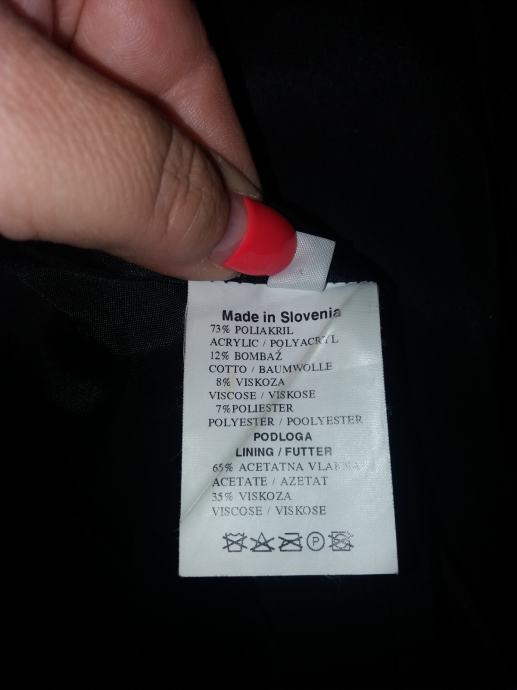 Made in Slovenia
73% POLIAKRIL
ACRYLIC / POLYACRYL
12% BOMBAŽ
COTTO / BAUMWOLLE
8% VISKOZA
VISCOSE / VISKOSE
7%POLIESTER
POLYESTER / POOLYESTER
PODLOGA
LINING / FUTTER
65% ACETATNA VLAKNA
ACETATE / AZETAT
35% VISKOZA
VISCOSE / VISKOSE
P